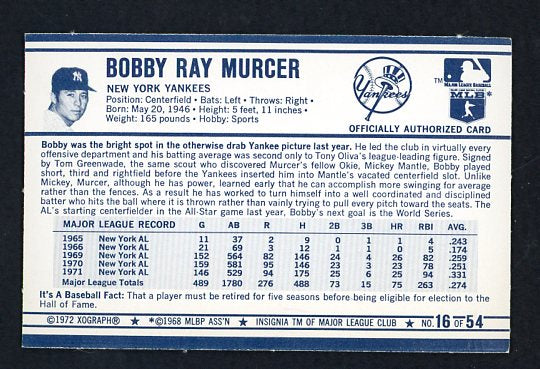 BOBBY RAY MURCER
NEW YORK YANKEES
Position: Centerfield • Bats: Left • Throws: Right •
Born: May 20, 1946 • Height: 5 feet, 11 inches •
Weight: 165 pounds • Hobby: Sports
Yankees
TM
MAJOR LEAGUE BASEBALL
MLB*
OFFICIALLY AUTHORIZED CARD
Bobby was the bright spot in the otherwise drab Yankee picture last year. He led the club in virtually every
offensive department and his batting average was second only to Tony Oliva's league-leading figure. Signed
by Tom Greenwade, the same scout who discovered Murcer's fellow Okie, Mickey Mantle, Bobby played
short, third and rightfield before the Yankees inserted him into Mantle's vacated centerfield slot. Unlike
Mickey, Murcer, although he has power, learned early that he can accomplish more swinging for average
rather than the fences. As a result he has worked to turn himself into a well coordinated and disciplined
batter who hits the ball where it is thrown rather than vainly trying to pull every pitch toward the seats. The
AL's starting centerfielder in the All-Star game last year, Bobby's next goal is the World Series.
MAJOR LEAGUE RECORD G AB R H 2B 3B HR RBI AVG.
1965 New York AL 11 37 2 9 0 1 1 4 .243
1966 New York AL 21 69 3 12 1 1 0 5 .174
1969 New York AL 152 564 82 146 24 4 26 82 .259
1970 New York AL 159 581 95 146 23 3 23 78 .251
1971 New York AL 146 529 94 175 25 6 25 94 .331
Major League Totals 489 1780 276 488 73 15 75 263 .274
It's A Baseball Fact: That a player must be retired for five seasons before being eligible for election to the
Hall of Fame.
©1972 XOGRAPH® ★ *©1968 MLBP ASS'N ★ INSIGNIA TM OF MAJOR LEAGUE CLUB ★ NO. 16 OF 54